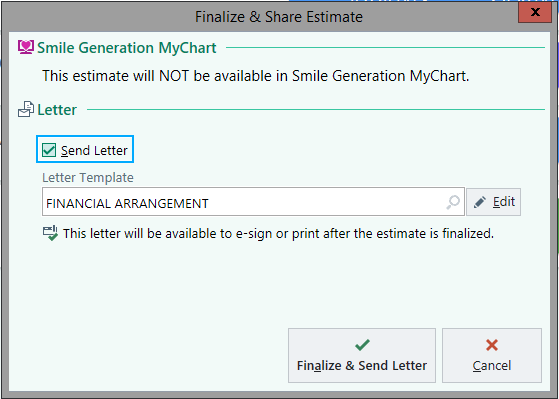 Finalize & Share Estimate
x
Smile Generation MyChart
This estimate will NOT be available in Smile Generation MyChart.
Letter
Send Letter
Letter Template
FINANCIAL ARRANGEMENT
Edit
This letter will be available to e-sign or print after the estimate is finalized.
Finalize & Send Letter
Cancel